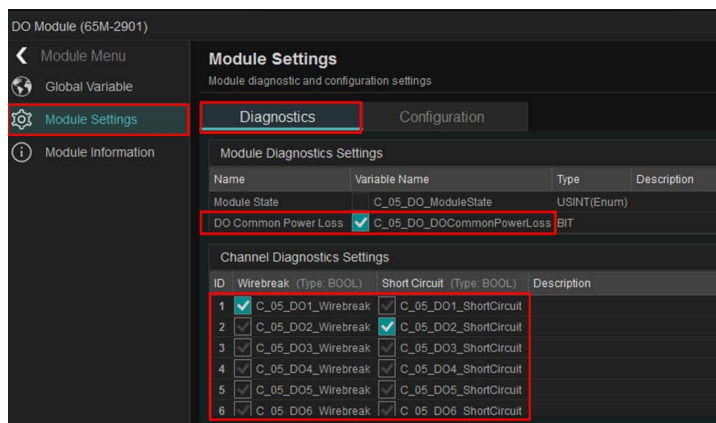 DO Module (65M-2901)
Module Menu
Global Variable
Module Settings
Module Information
Module Settings
Module diagnostic and configuration settings
Diagnostics Configuration
Module Diagnostics Settings
Name Variable Name Type Description
Module State C_05_DO_ModuleState USINT(Enum)
DO Common Power Loss C_05_DO_DOCommonPowerLoss BIT
Channel Diagnostics Settings
ID Wirebreak (Type: BOOL) Short Circuit (Type: BOOL) Description
1 C_05_DO1_Wirebreak C_05_DO1_ShortCircuit
2 C_05_DO2_Wirebreak C_05_DO2_ShortCircuit
3 C_05_DO3_Wirebreak C_05_DO3_ShortCircuit
4 C_05_DO4_Wirebreak C_05_DO4_ShortCircuit
5 C_05_DO5_Wirebreak C_05_DO5_ShortCircuit
6 C_05_DO6_Wirebreak C_05_DO6_ShortCircuit